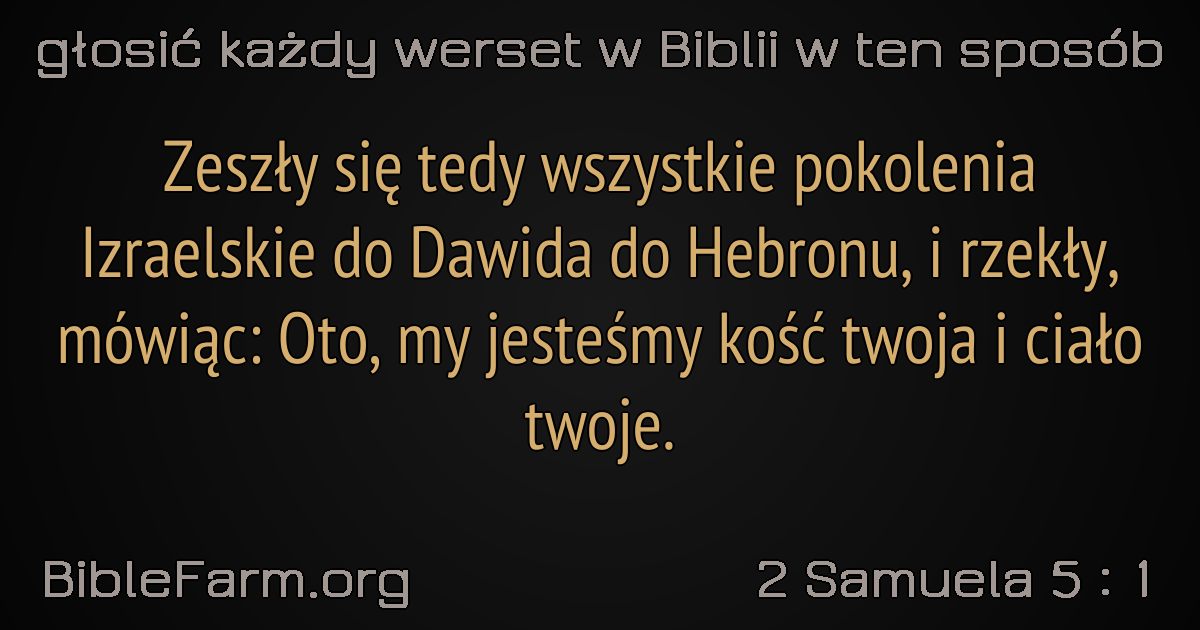 głosić każdy werset w Biblii w ten sposób
Zeszły się tedy wszystkie pokolenia
Izraelskie do Dawida do Hebronu, i rzekły,
mówiąc: Oto, my jesteśmy kość twoja i ciało
twoje.
BibleFarm.org
2 Samuela 5 : 1